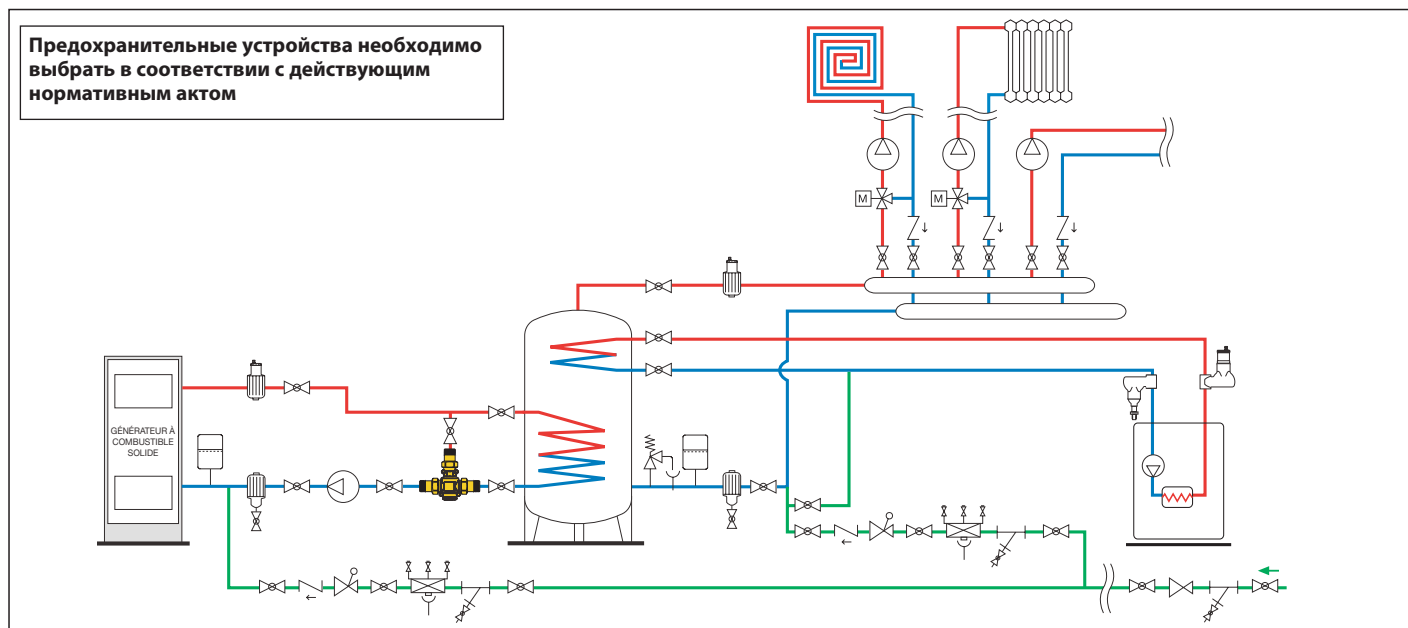 Предохранительные устройства необходимо
выбрать в соответствии с действующим
нормативным актом
M
M
GÉNÉRATEUR À
COMBUSTIBLE
SOLIDE